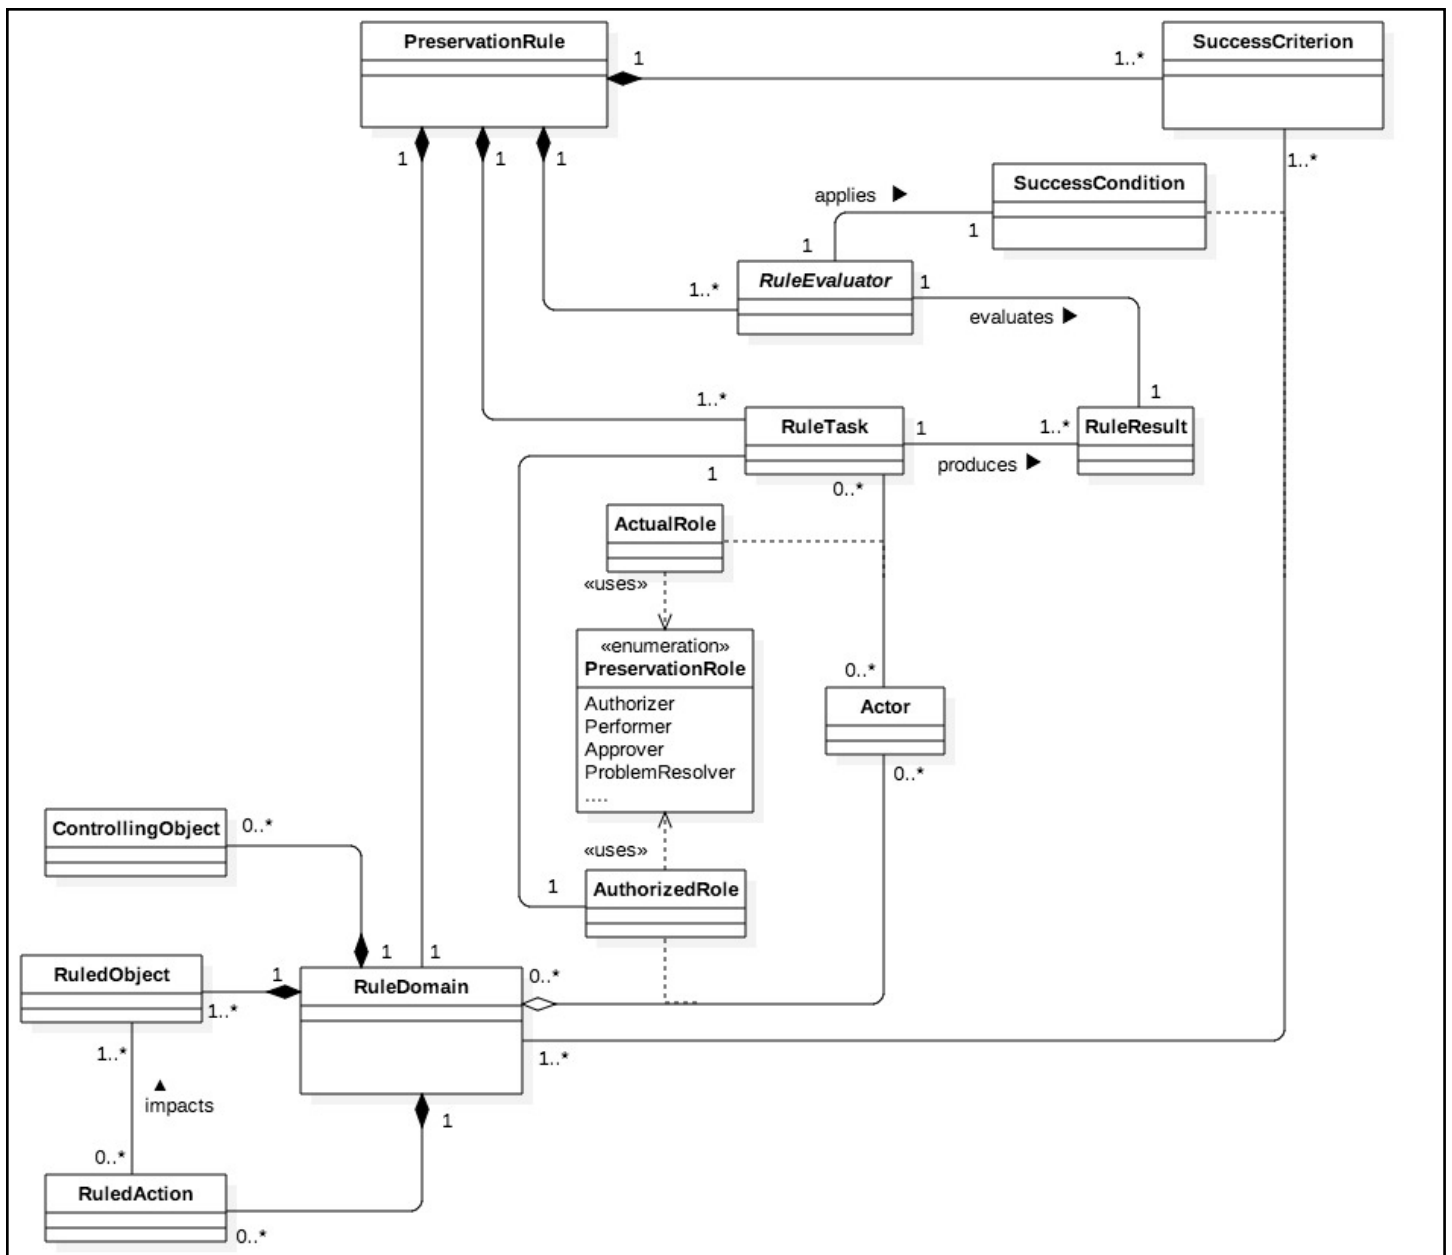 PreservationRule
SuccessCriterion
1
1..*
1
1
1
1..*
SuccessCondition
applies ►
1
1
RuleEvaluator
1
1..*
evaluates ►
1..*
1
RuleTask
1
1..*
RuleResult
1
produces ►
0..*
ActualRole
«uses»
«enumeration»
PreservationRole
0..*
Authorizer
Actor
Performer
Approver
ProblemResolver
0..*
....
ControllingObject
0..*
«uses»
1
AuthorizedRole
1
1
RuledObject
1
RuleDomain
0..*
1..*
1..*
1..*
▲
impacts
1
0..*
RuledAction
0..*